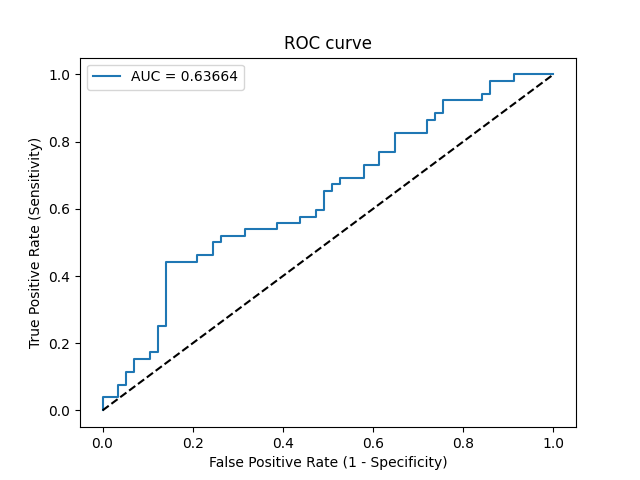 ROC curve
AUC = 0.63664
True Positive Rate (Sensitivity)
1.0
0.8
0.6
0.4
0.2
0.0
0.0 0.2 0.4 0.6 0.8 1.0
False Positive Rate (1 - Specificity)